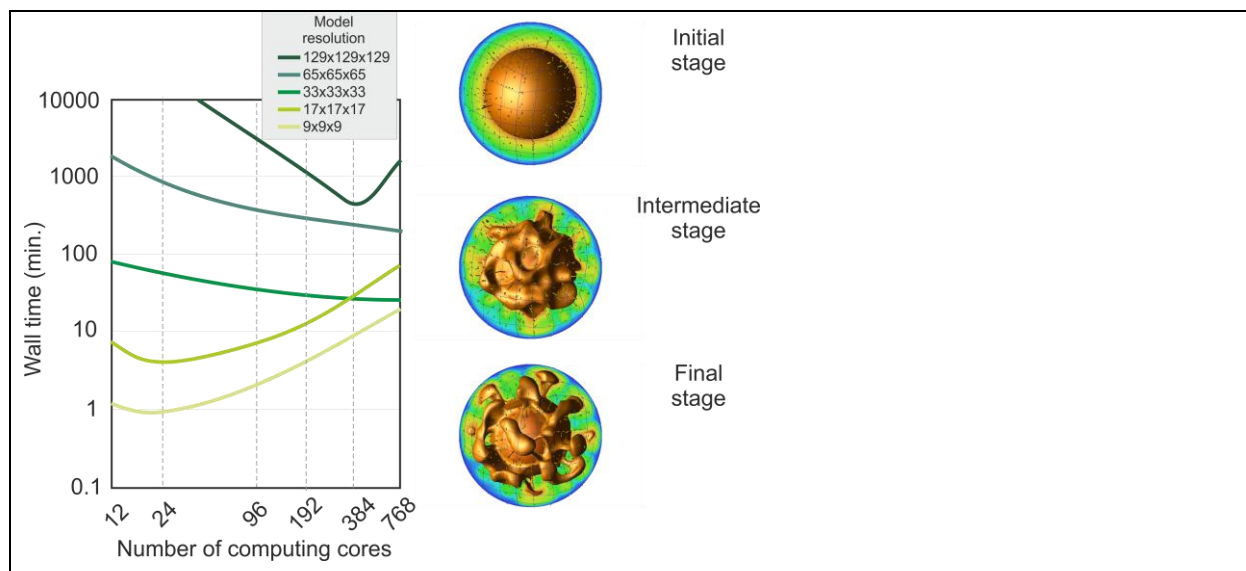 Model
resolution
129x129x129
65x65x65
33x33x33
17x17x17
9x9x9
10000
1000
100
10
1
0.1
Wall time (min.)
12
24
96
192
384
768
Number of computing cores
Initial
stage
Intermediate
stage
Final
stage